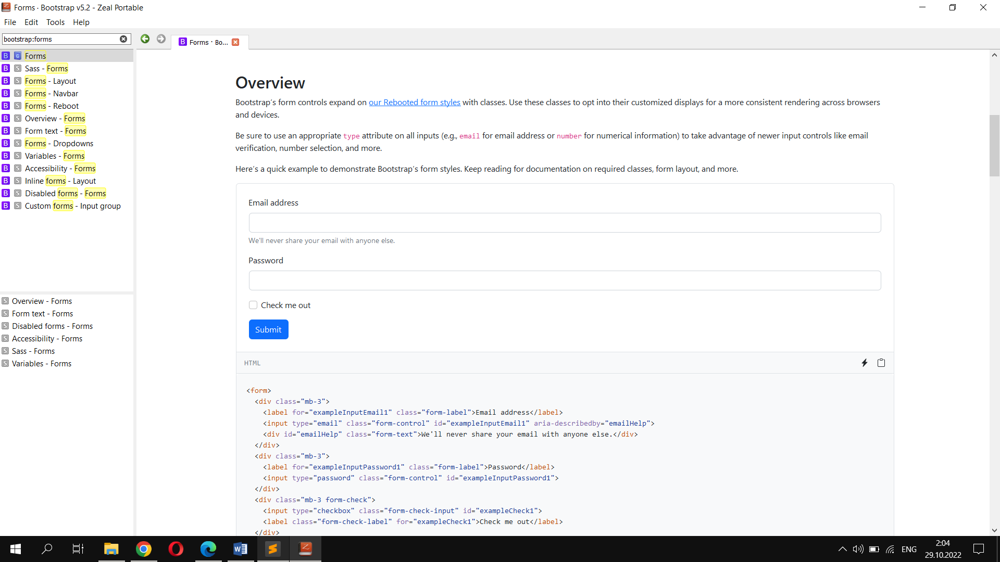 Forms · Bootstrap v5.2 - Zeal Portable
File Edit Tools Help
bootstrap:forms
Forms · Bo...
Forms
Sass - Forms
Forms - Layout
Forms - Navbar
Forms - Reboot
Overview - Forms
Form text - Forms
Forms - Dropdowns
Variables - Forms
Accessibility - Forms
Inline forms - Layout
Disabled forms - Forms
Custom forms - Input group
Overview - Forms
Form text - Forms
Disabled forms - Forms
Accessibility - Forms
Sass - Forms
Variables - Forms
Overview
Bootstrap's form controls expand on our Rebooted form styles with classes. Use these classes to opt into their customized displays for a more consistent rendering across browsers
and devices.
Be sure to use an appropriate type attribute on all inputs (e.g., email for email address or number for numerical information) to take advantage of newer input controls like email
verification, number selection, and more.
Here's a quick example to demonstrate Bootstrap's form styles. Keep reading for documentation on required classes, form layout, and more.
Email address
We'll never share your email with anyone else.
Password
Check me out
Submit
HTML
<form>
  <div class="mb-3">
    <label for="exampleInputEmail1" class="form-label">Email address</label>
    <input type="email" class="form-control" id="exampleInputEmail1" aria-describedby="emailHelp">
    <div id="emailHelp" class="form-text">We'll never share your email with anyone else.</div>
  </div>
  <div class="mb-3">
    <label for="exampleInputPassword1" class="form-label">Password</label>
    <input type="password" class="form-control" id="exampleInputPassword1">
  </div>
  <div class="mb-3 form-check">
    <input type="checkbox" class="form-check-input" id="exampleCheck1">
    <label class="form-check-label" for="exampleCheck1">Check me out</label>
  </div>
ENG
2:04
29.10.2022